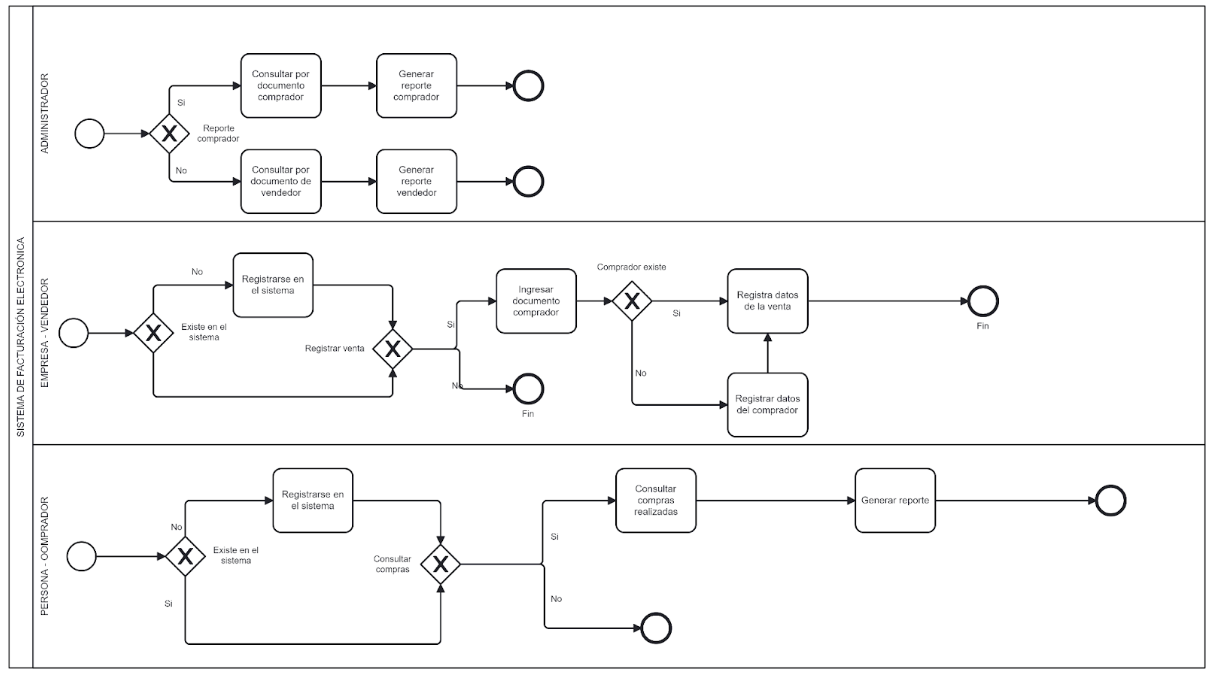 SISTEMA DE FACTURACIÓN ELECTRONICA
ADMINISTRADOR
Si
Reporte
comprador
No
Consultar por
documento
comprador
Generar
reporte
comprador
Consultar por
documento de
vendedor
Generar
reporte
vendedor
EMPRESA - VENDEDOR
No
Existe en el
sistema
Registrarse en
el sistema
Registrar venta
Si
No
Ingresar
documento
comprador
Fin
Comprador existe
Si
No
Registra datos
de la venta
Registrar datos
del comprador
Fin
PERSONA - COMPRADOR
No
Existe en el
sistema
Si
Registrarse en
el sistema
Consultar
compras
Si
No
Consultar
compras
realizadas
Generar reporte